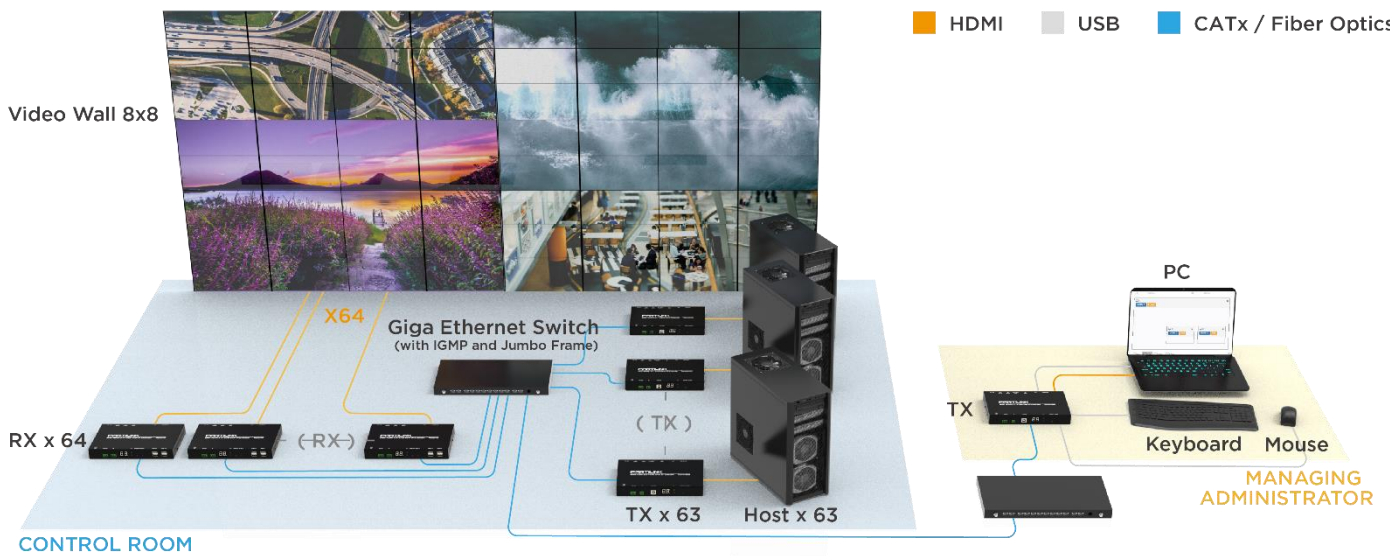 HDMI
USB
CATx / Fiber Optics
Video Wall 8x8
X64
Giga Ethernet Switch
(with IGMP and Jumbo Frame)
PC
TX
RX x 64
(-RX-)
( TX )
Keyboard
Mouse
MANAGING
ADMINISTRATOR
TX x 63
Host x 63
CONTROL ROOM